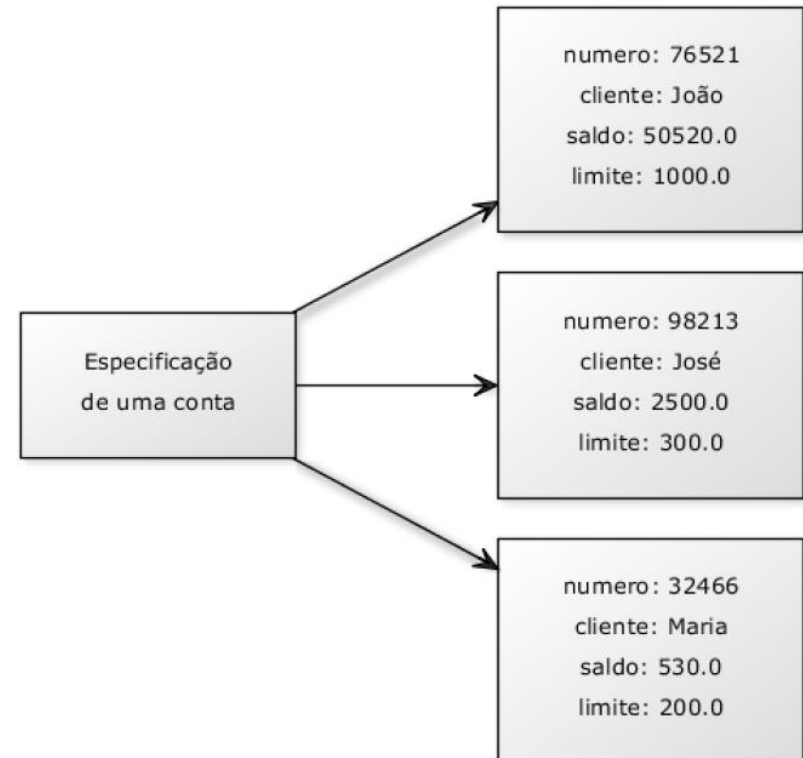 Especificação
de uma conta
numero: 76521
cliente: João
saldo: 50520.0
limite: 1000.0
numero: 98213
cliente: José
saldo: 2500.0
limite: 300.0
numero: 32466
cliente: Maria
saldo: 530.0
limite: 200.0